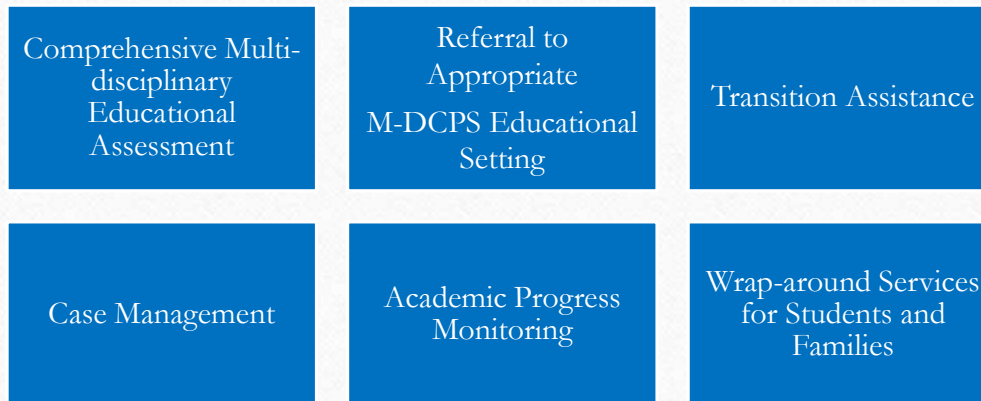 Comprehensive Multi-
disciplinary
Educational
Assessment
Referral to
Appropriate
M-DCPS Educational
Setting
Transition Assistance
Case Management
Academic Progress
Monitoring
Wrap-around Services
for Students and
Families